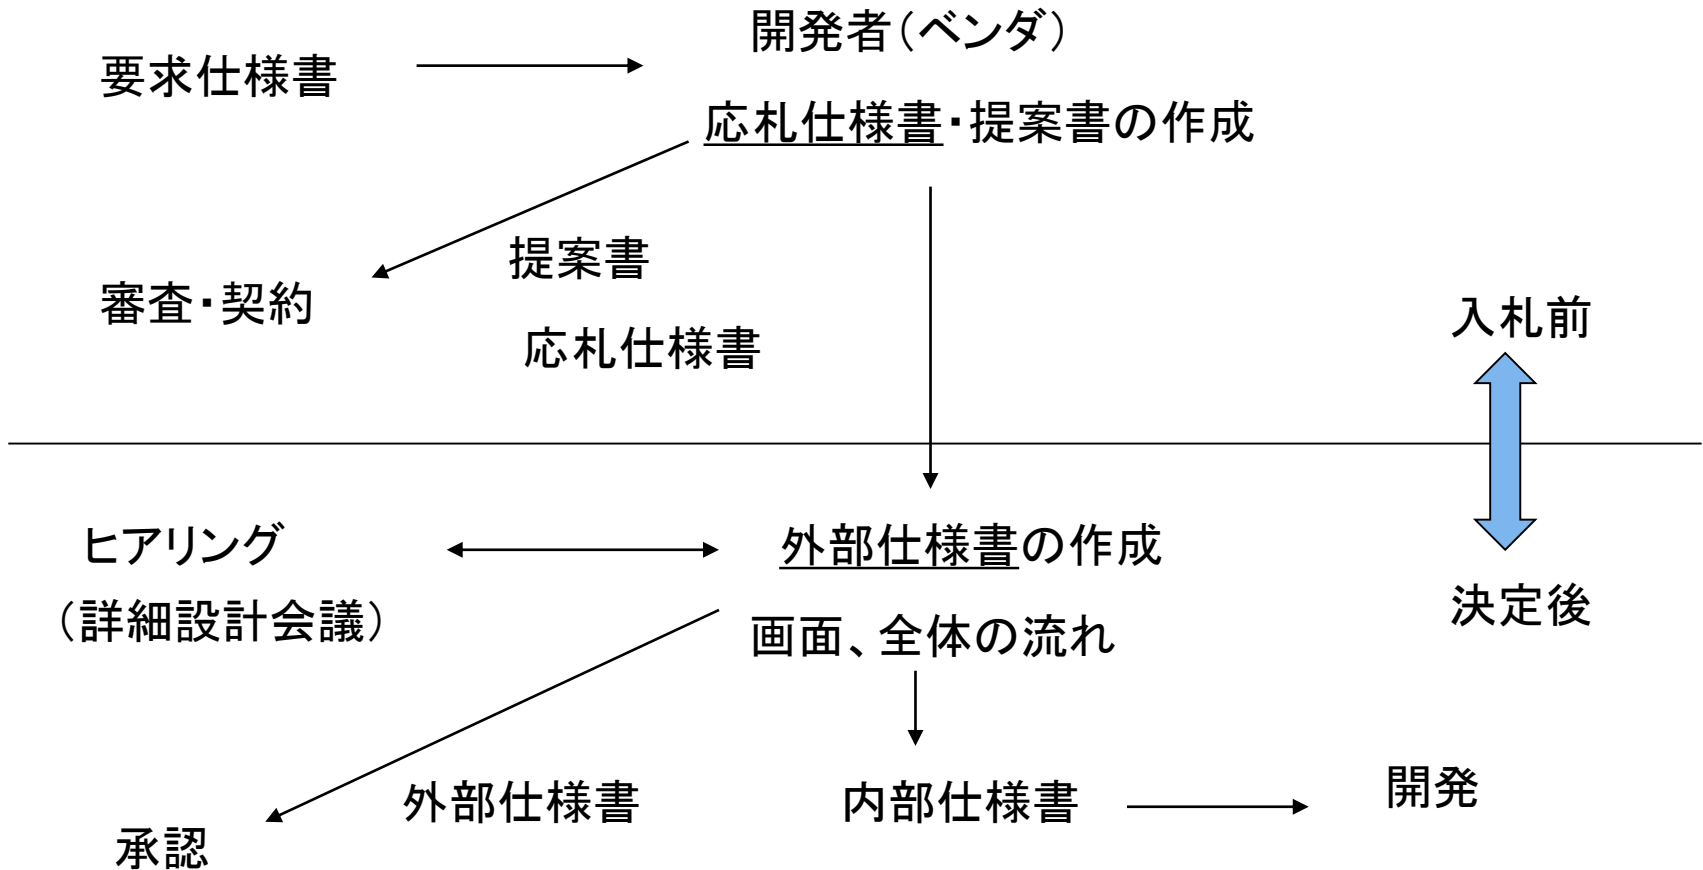 開発者（ベンダ）
要求仕様書
応札仕様書・提案書の作成
提案書
審査・契約
応札仕様書
入札前
ヒアリング
外部仕様書の作成
（詳細設計会議）
画面、全体の流れ
決定後
外部仕様書
内部仕様書
開発
承認